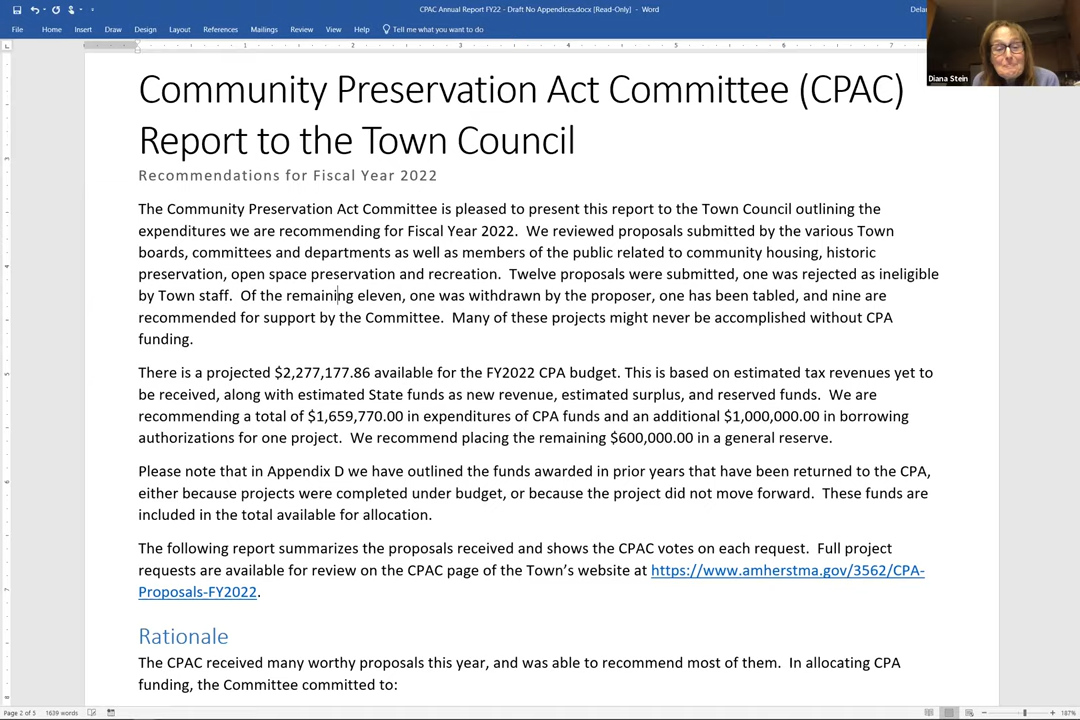 CPAC Annual Report FY22 - Draft No Appendices.docx [Read-Only] - Word
Delan
File Home Insert Draw Design Layout References Mailings Review View Help Tell me what you want to do
Diana Stein
1 2 3 4 5 6 7
Community Preservation Act Committee (CPAC)
Report to the Town Council
Recommendations for Fiscal Year 2022
The Community Preservation Act Committee is pleased to present this report to the Town Council outlining the
expenditures we are recommending for Fiscal Year 2022. We reviewed proposals submitted by the various Town
boards, committees and departments as well as members of the public related to community housing, historic
preservation, open space preservation and recreation. Twelve proposals were submitted, one was rejected as ineligible
by Town staff. Of the remaining eleven, one was withdrawn by the proposer, one has been tabled, and nine are
recommended for support by the Committee. Many of these projects might never be accomplished without CPA
funding.
There is a projected $2,277,177.86 available for the FY2022 CPA budget. This is based on estimated tax revenues yet to
be received, along with estimated State funds as new revenue, estimated surplus, and reserved funds. We are
recommending a total of $1,659,770.00 in expenditures of CPA funds and an additional $1,000,000.00 in borrowing
authorizations for one project. We recommend placing the remaining $600,000.00 in a general reserve.
Please note that in Appendix D we have outlined the funds awarded in prior years that have been returned to the CPA,
either because projects were completed under budget, or because the project did not move forward. These funds are
included in the total available for allocation.
The following report summarizes the proposals received and shows the CPAC votes on each request. Full project
requests are available for review on the CPAC page of the Town's website at https://www.amherstma.gov/3562/CPA-
Proposals-FY2022.
Rationale
The CPAC received many worthy proposals this year, and was able to recommend most of them. In allocating CPA
funding, the Committee committed to:
Page 2 of 5 1639 words
187%